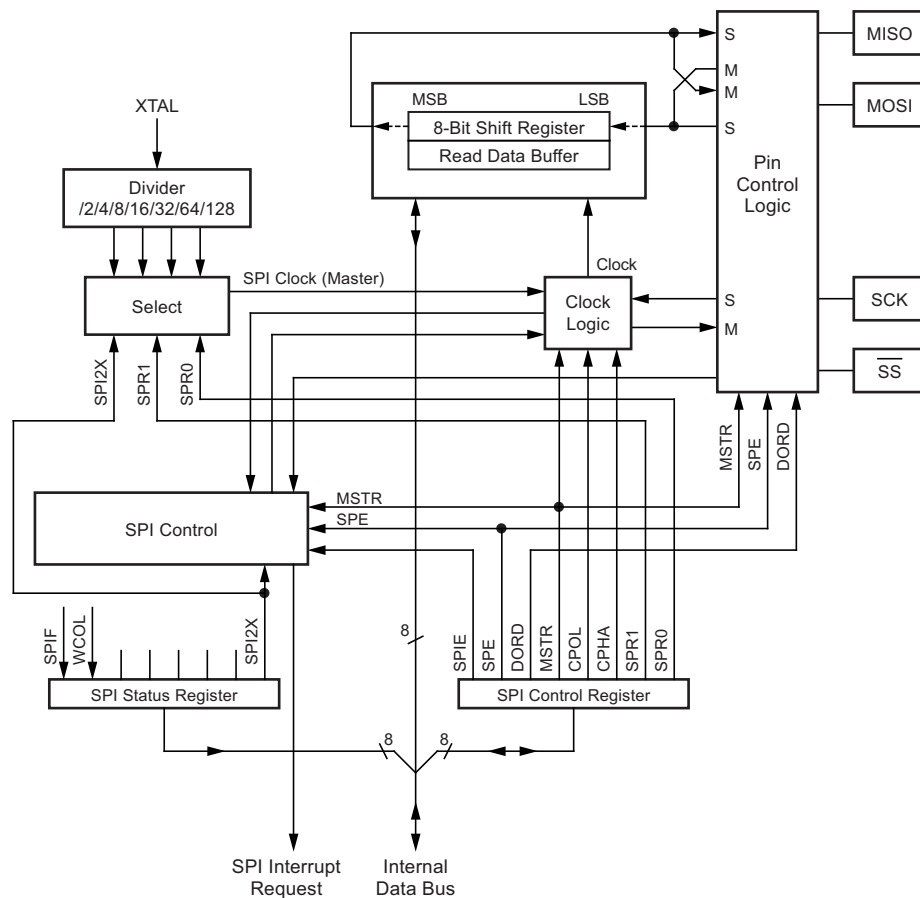 S
MISO
M
MSB
LSB
M
MOSI
XTAL
8-Bit Shift Register
S
Read Data Buffer
Pin
Control
Logic
Divider
/2/4/8/16/32/64/128
Clock
SPI Clock (Master)
Select
Clock
Logic
S
SCK
M
SPI2X
SPR1
SPR0
SS
MSTR
SPE
DORD
MSTR
SPE
SPI Control
SPIF
WCOL
SPI2X
8
SPIE
SPE
DORD
MSTR
CPOL
CPHA
SPR1
SPR0
SPI Status Register
SPI Control Register
8
8
SPI Interrupt
Request
Internal
Data Bus